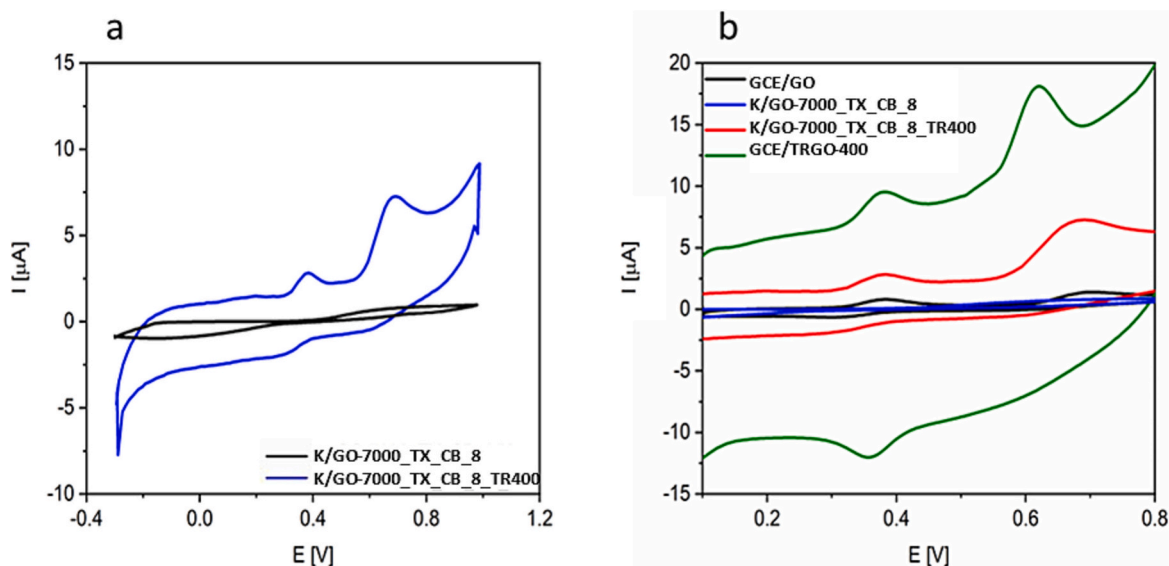 a
15
10
5
0
-5
-10
I [µA]
-0.4
0.0
0.4
0.8
1.2
E [V]
K/GO-7000_TX_CB_8
K/GO-7000_TX_CB_8_TR400
b
20
15
10
5
0
-5
-10
-15
I [µA]
0.2
0.4
0.6
0.8
E [V]
GCE/GO
K/GO-7000_TX_CB_8
K/GO-7000_TX_CB_8_TR400
GCE/TRGO-400